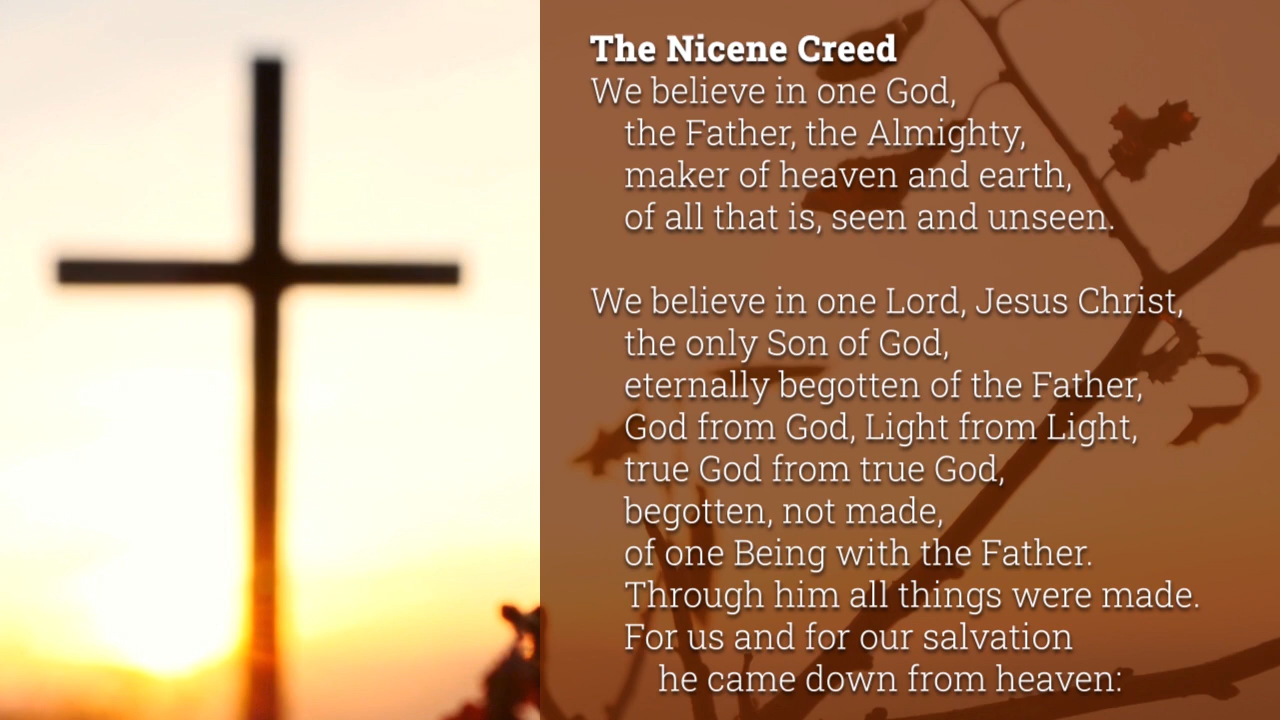 The Nicene Creed
We believe in one God,
the Father, the Almighty,
maker of heaven and earth,
of all that is, seen and unseen.
We believe in one Lord, Jesus Christ,
the only Son of God,
eternally begotten of the Father,
God from God, Light from Light,
true God from true God,
begotten, not made,
of one Being with the Father.
Through him all things were made.
For us and for our salvation
he came down from heaven: